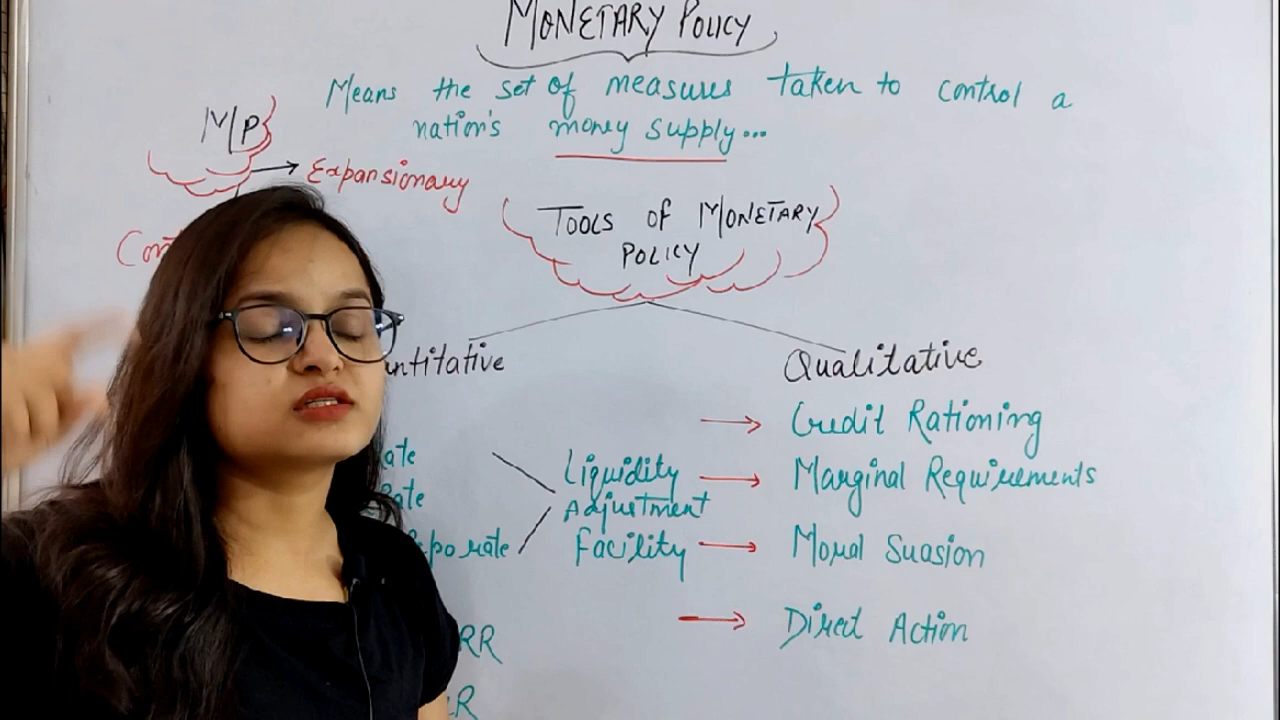 MONETARY POLICY
Means the set of measures taken to control a
nation's money supply...
M/P
Expansionary
TOOLS OF MONETARY
POLICY
Qualitative
Credit Rationing
Liquidity
Marginal Requirements
Adjustment
Facility
Moral Suasion
Direct Action